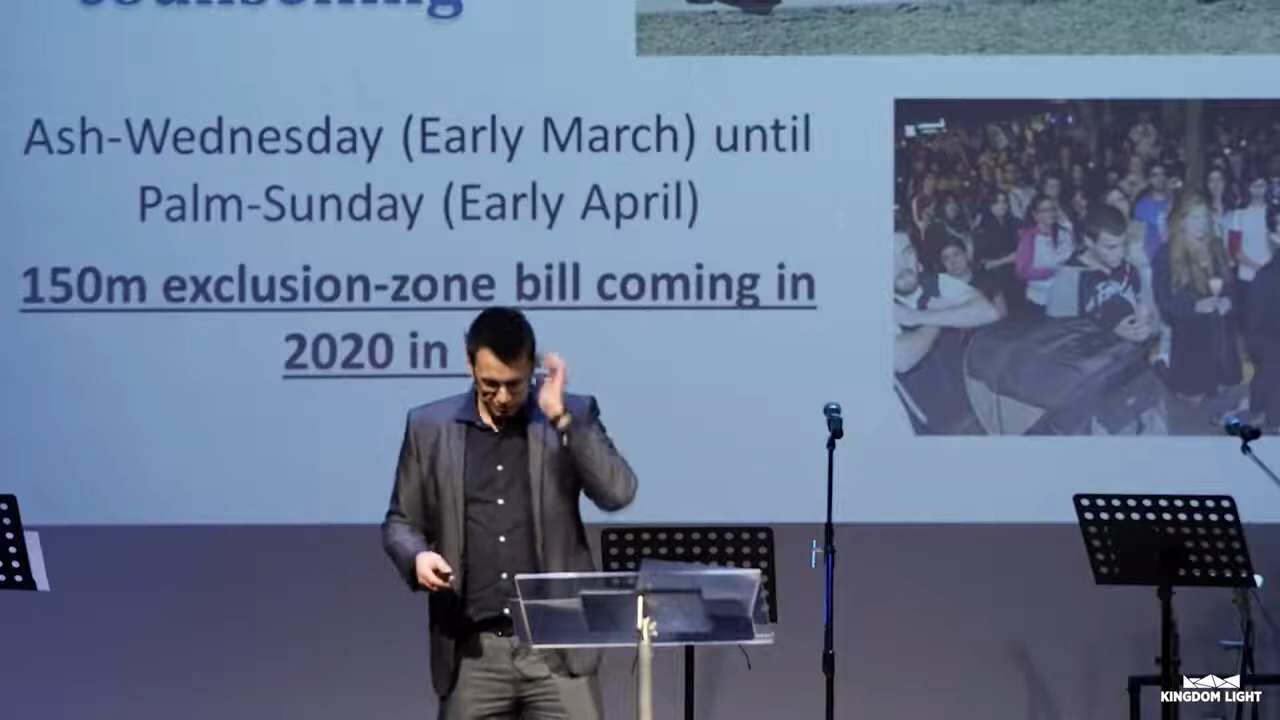 counselling
Ash-Wednesday (Early March) until
Palm-Sunday (Early April)
150m exclusion-zone bill coming in
2020 in
KINGDOM LIGHT